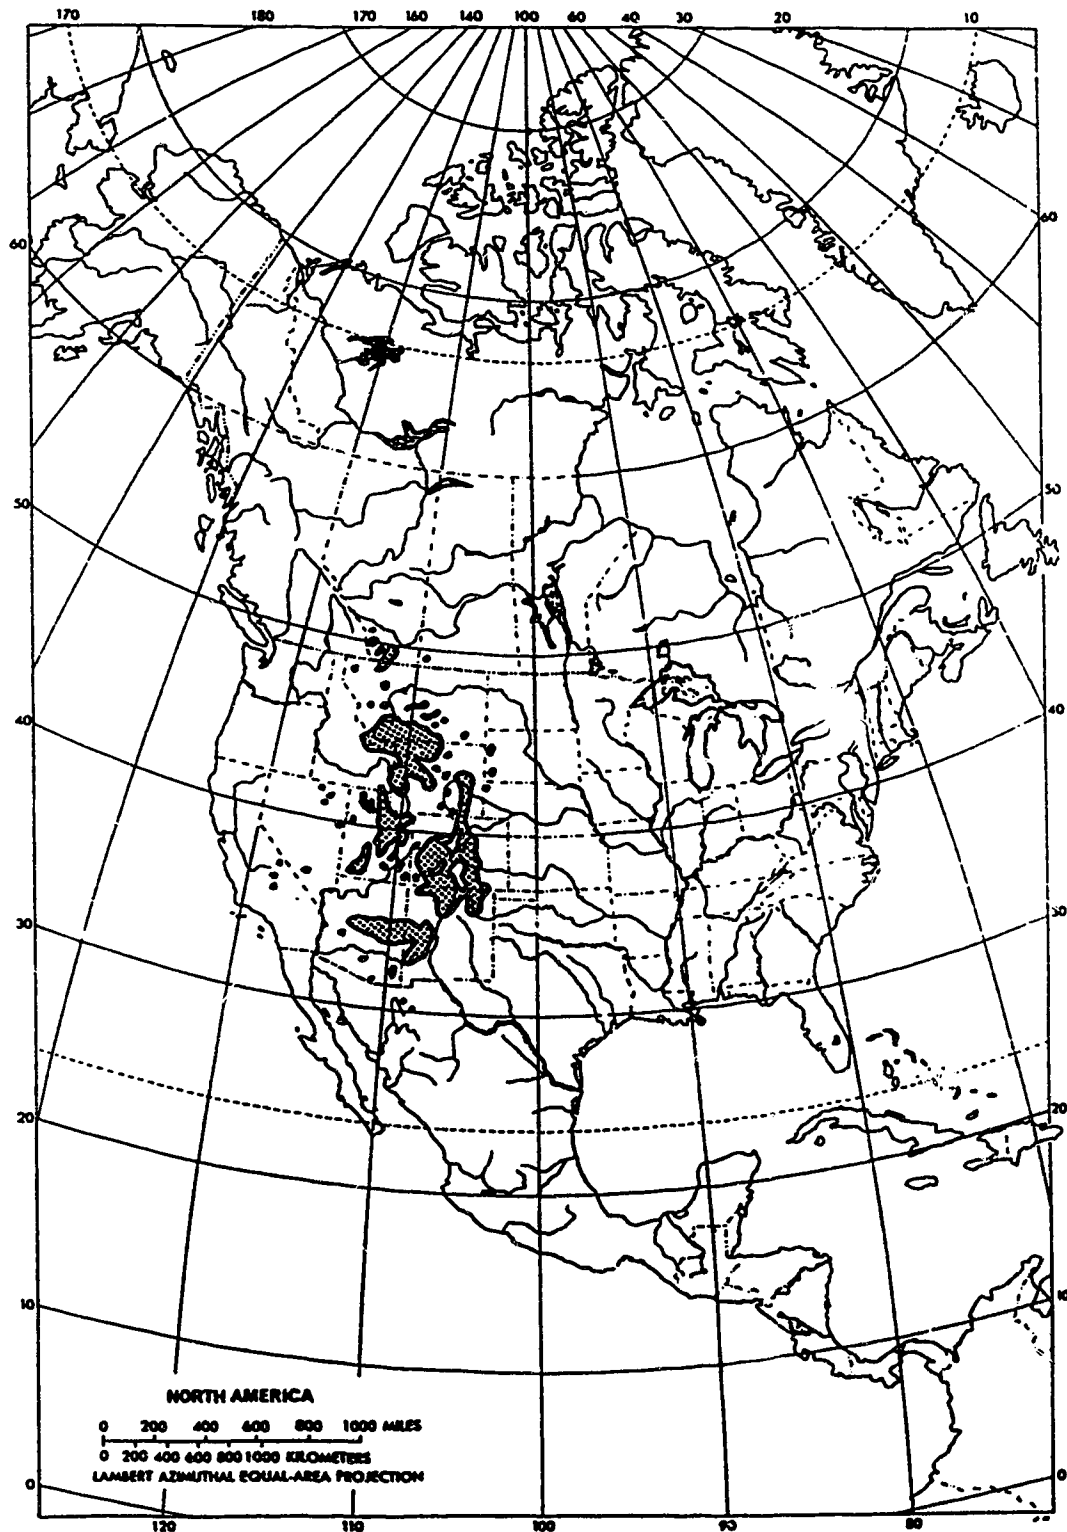 170 180 170 160 140 100 60 40 30 20 10
60 60
50 50
40 40
30 30
20 20
10 10
0 0
NORTH AMERICA
0 200 400 600 800 1000 MILES
0 200 400 600 800 1000 KILOMETERS
LAMBERT AZIMUTHAL EQUAL-AREA PROJECTION
120 110 100 90 80